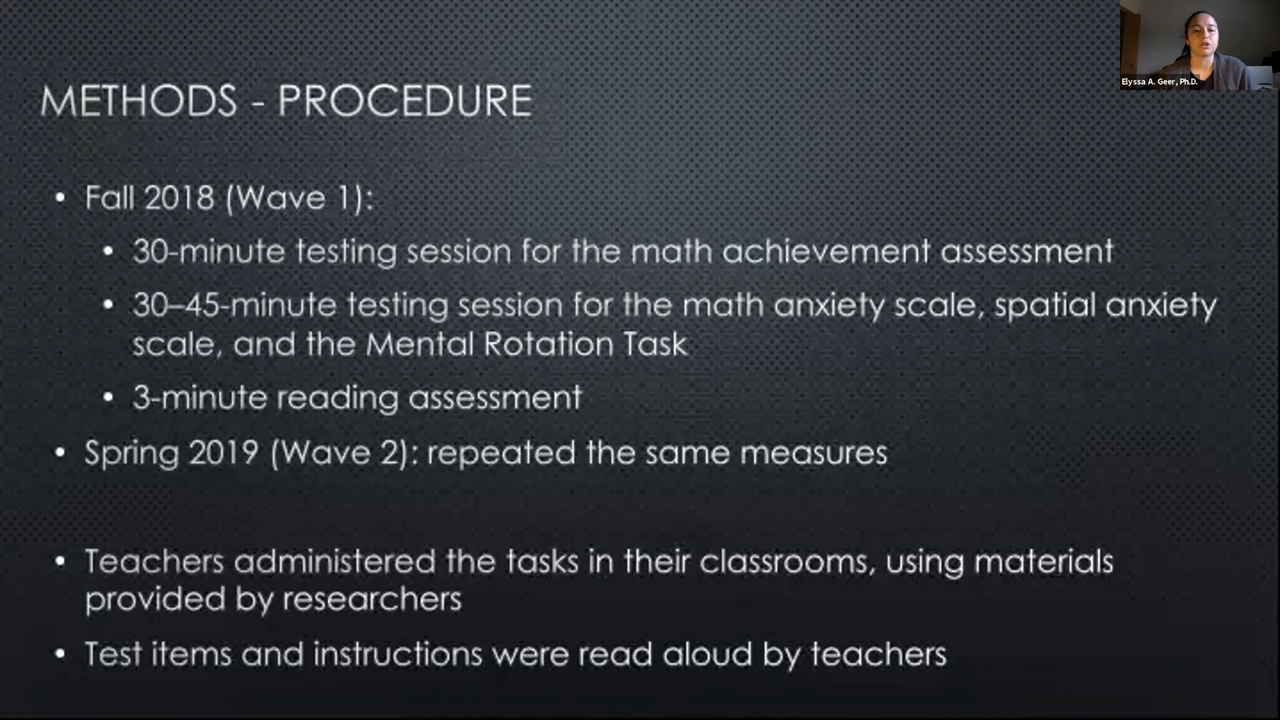 Elyssa A. Geer, Ph.D.
METHODS - PROCEDURE
• Fall 2018 (Wave 1):
• 30-minute testing session for the math achievement assessment
• 30–45-minute testing session for the math anxiety scale, spatial anxiety
scale, and the Mental Rotation Task
• 3-minute reading assessment
• Spring 2019 (Wave 2): repeated the same measures
• Teachers administered the tasks in their classrooms, using materials
provided by researchers
• Test items and instructions were read aloud by teachers